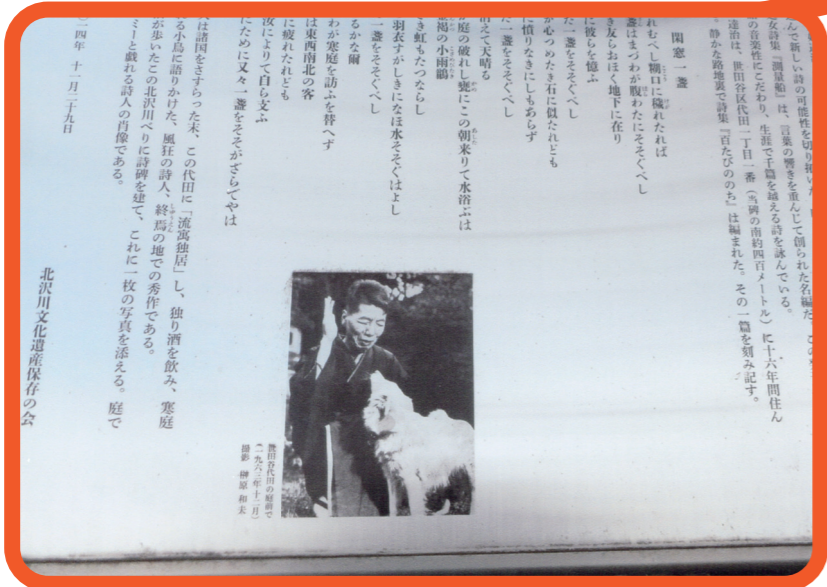 んで新しい詩の可能性を切り拓いた。
女詩集『測量船』は、言葉の響きを重んじて創られた名編だ。この
の音楽性にこだわり、生涯で千篇を越える詩を詠んでいる。
達治は、世田谷区代田一丁目一番（当碑の南約四百メートル）に十六年間住ん
。静かな路地裏で詩集『百たびののち』は編まれた。その一篇を刻み記す。
閑窓一盞
れむべし糊口に穢れたれば
盞はまづわが腹わたにそそぐべし
き友らおほく地下に在り
に彼らを憶ふ
た一盞をそそぐべし
が心つめたき石に似たれども
に憤りなきにしもあらず
た一盞をそそぐべし
消えて天晴る
が庭の破れし甕にこの朝来りて水浴ぶは
藍褐の小雨鶲
き虹もたつならし
羽衣すがしきになほ水そそぐはよし
一盞をそそぐべし
るかな爾
わが寒庭を訪ふを替へず
は東西南北の客
に疲れたれども
汝によりて自ら支ふ
ために又々一盞をそそがざらてやは
は諸国をさすらった末、この代田に「流寓独居」し、独り酒を飲み、寒庭
る小鳥に語りかけた、風狂の詩人、終焉の地での秀作である。
が歩いたこの北沢川べりに詩碑を建て、これに一枚の写真を添える。庭で
ミーと戯れる詩人の肖像である。
一四年 十一月二十九日
北沢川文化遺産保存の会
世田谷代田の庭前で
（一九六三年十二月）
撮影 榊原和夫